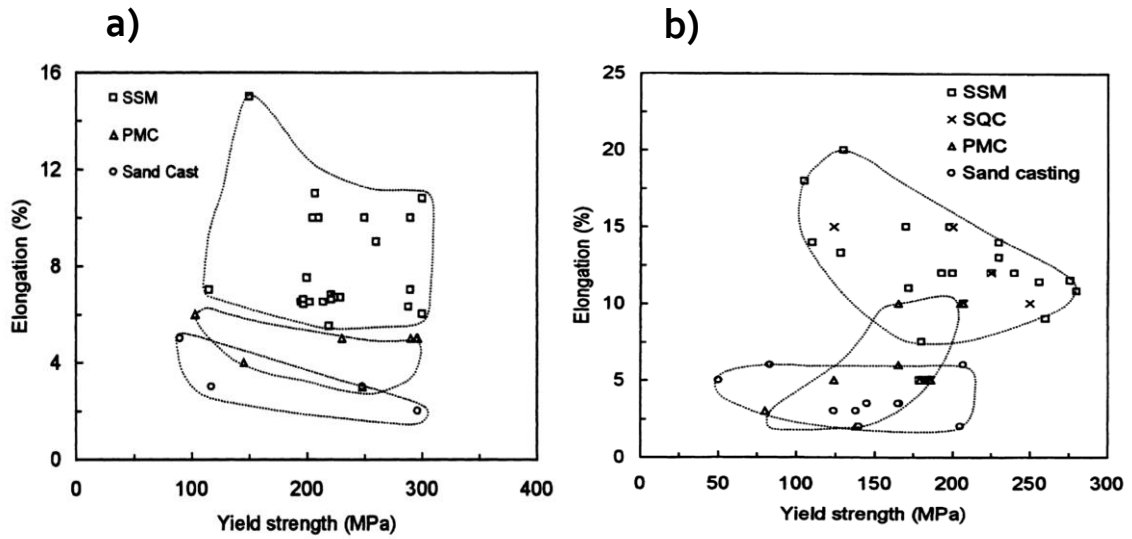 a)
16
12
8
4
0
Elongation (%)
SSM
PMC
Sand Cast
0 100 200 300 400
Yield strength (MPa)
b)
25
20
15
10
5
0
Elongation (%)
SSM
SQC
PMC
Sand casting
0 50 100 150 200 250 300
Yield strength (MPa)